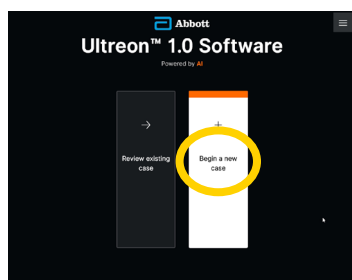 Abbott
Ultreon™ 1.0 Software
Powered by AI
Review existing
case
Begin a new
case